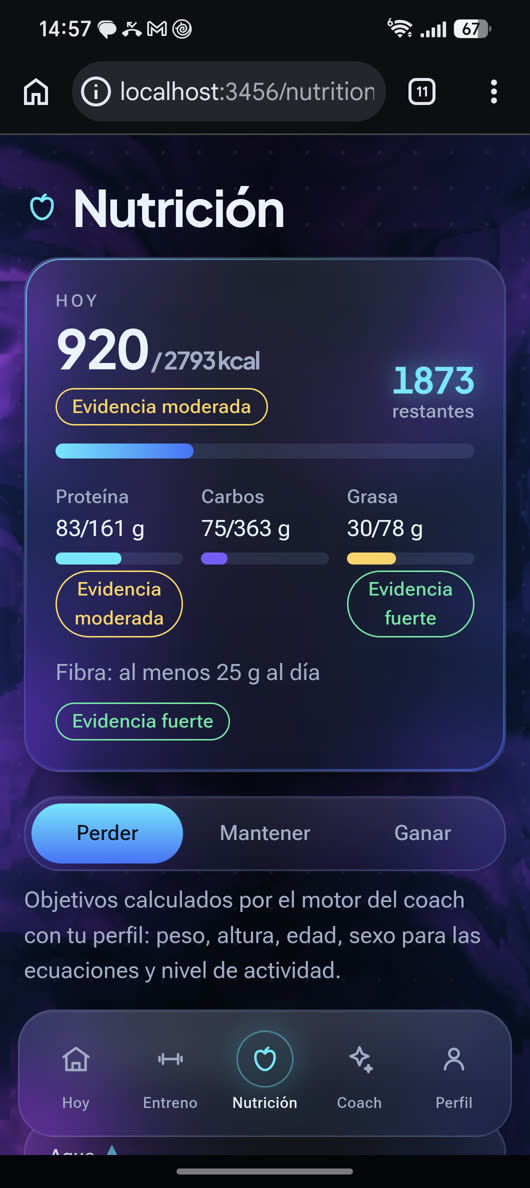 14:57
6
67
localhost:3456/nutrition
11
Nutrición
HOY
920/2793kcal
1873
restantes
Evidencia moderada
Proteína Carbos Grasa
83/161 g 75/363 g 30/78 g
Evidencia
moderada
Evidencia
fuerte
Fibra: al menos 25 g al día
Evidencia fuerte
Perder Mantener Ganar
Objetivos calculados por el motor del coach
con tu perfil: peso, altura, edad, sexo para las
ecuaciones y nivel de actividad.
Hoy Entreno Nutrición Coach Perfil